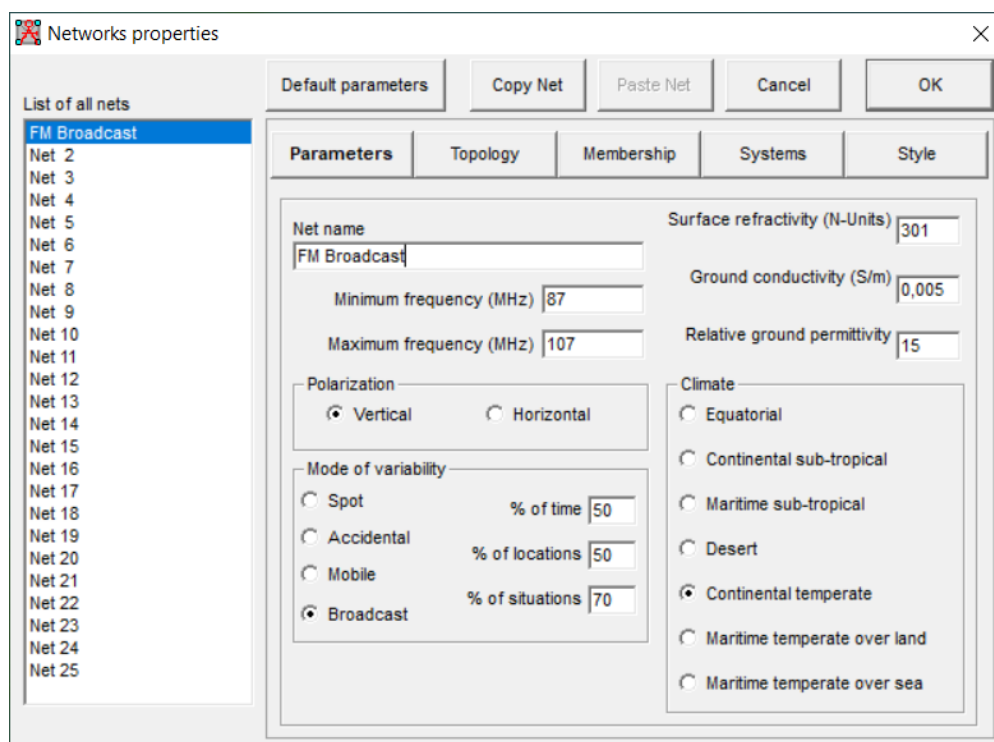 Networks properties
Default parameters
Copy Net
Paste Net
Cancel
OK
List of all nets
FM Broadcast
Net 2
Net 3
Net 4
Net 5
Net 6
Net 7
Net 8
Net 9
Net 10
Net 11
Net 12
Net 13
Net 14
Net 15
Net 16
Net 17
Net 18
Net 19
Net 20
Net 21
Net 22
Net 23
Net 24
Net 25
Parameters
Topology
Membership
Systems
Style
Net name
FM Broadcast
Minimum frequency (MHz) 87
Maximum frequency (MHz) 107
Surface refractivity (N-Units) 301
Ground conductivity (S/m) 0,005
Relative ground permittivity 15
Polarization
Vertical
Horizontal
Mode of variability
Spot
Accidental
Mobile
Broadcast
% of time 50
% of locations 50
% of situations 70
Climate
Equatorial
Continental sub-tropical
Maritime sub-tropical
Desert
Continental temperate
Maritime temperate over land
Maritime temperate over sea